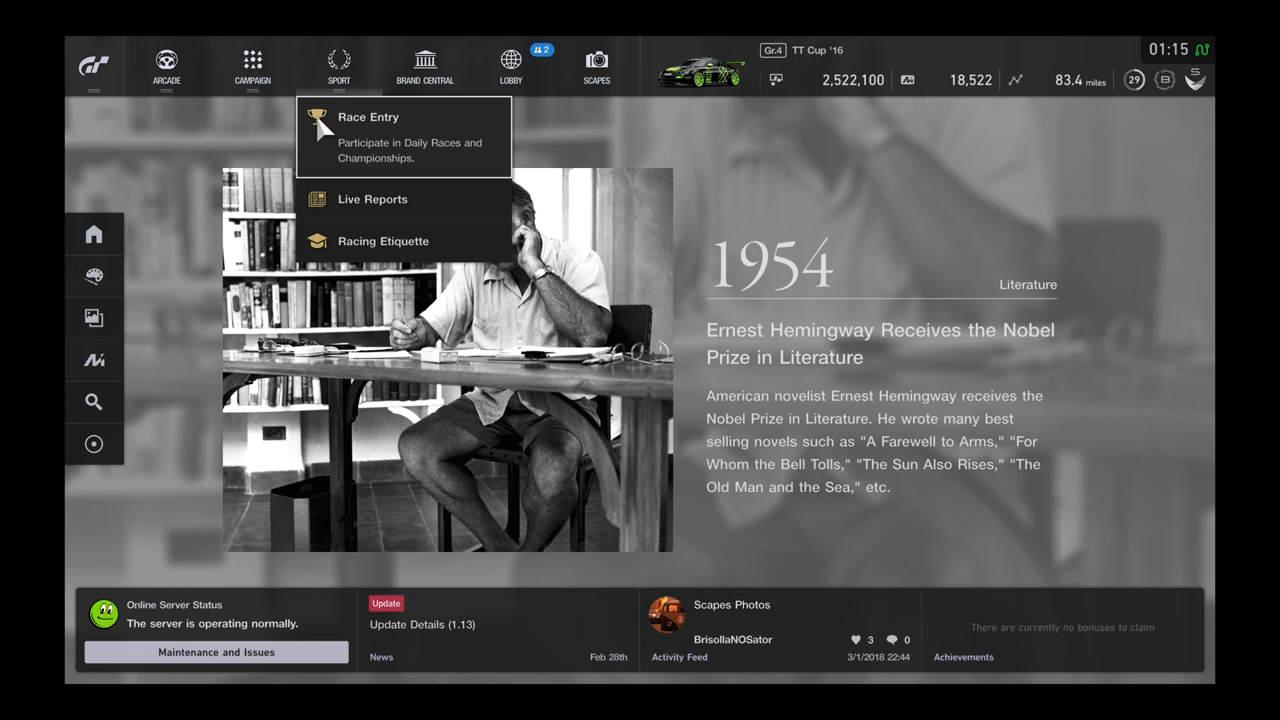 GT
ARCADE
CAMPAIGN
SPORT
BRAND CENTRAL
LOBBY
2
SCAPES
Gr.4 TT Cup '16
01:15
2,522,100
18,522
83.4 miles
29
B
S
Race Entry
Participate in Daily Races and
Championships.
Live Reports
Racing Etiquette
1954
Literature
Ernest Hemingway Receives the Nobel
Prize in Literature
American novelist Ernest Hemingway receives the
Nobel Prize in Literature. He wrote many best
selling novels such as "A Farewell to Arms," "For
Whom the Bell Tolls," "The Sun Also Rises," "The
Old Man and the Sea," etc.
Online Server Status
The server is operating normally.
Maintenance and Issues
Update
Update Details (1.13)
News
Feb 28th
Scapes Photos
BrisollaNOSator
3
0
Activity Feed
3/1/2018 22:44
There are currently no bonuses to claim
Achievements